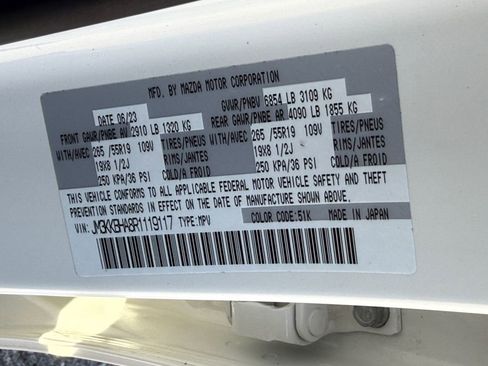 MFD. BY MAZDA MOTOR CORPORATION
DATE 06/23 GVWR/PNBV 6854 LB 3109 KG
FRONT GAWR/PNBE AV 2910 LB 1320 KG REAR GAWR/PNBE AR 4090 LB 1855 KG
WITH/AVEC 265 /55R19 109V TIRES/PNEUS WITH/AVEC 265 /55R19 109V TIRES/PNEUS
19X8 1/2J RIMS/JANTES 19X8 1/2J RIMS/JANTES
250 KPA/36 PSI COLD/A FROID 250 KPA/36 PSI COLD/A FROID
THIS VEHICLE CONFORMS TO ALL APPLICABLE FEDERAL MOTOR VEHICLE SAFETY AND THEFT
PREVENTION STANDARDS IN EFFECT ON THE DATE OF MANUFACTURE SHOWN ABOVE.
VIN: JM3KKBHA8R1119117 TYPE:MPV COLOR CODE:51K MADE IN JAPAN